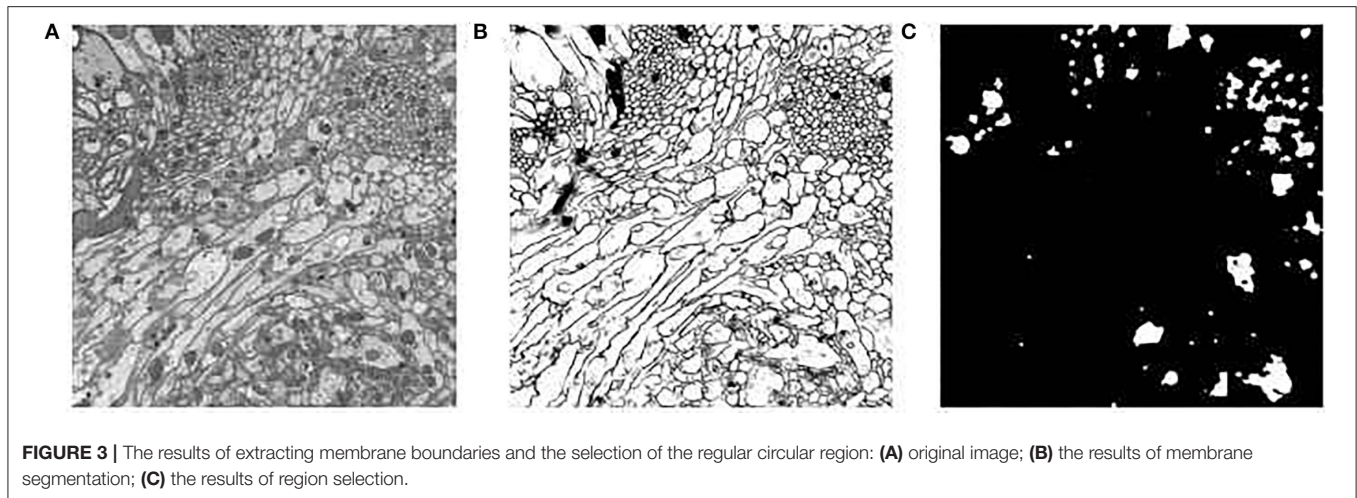 A
B
C
FIGURE 3 | The results of extracting membrane boundaries and the selection of the regular circular region: (A) original image; (B) the results of membrane
segmentation; (C) the results of region selection.